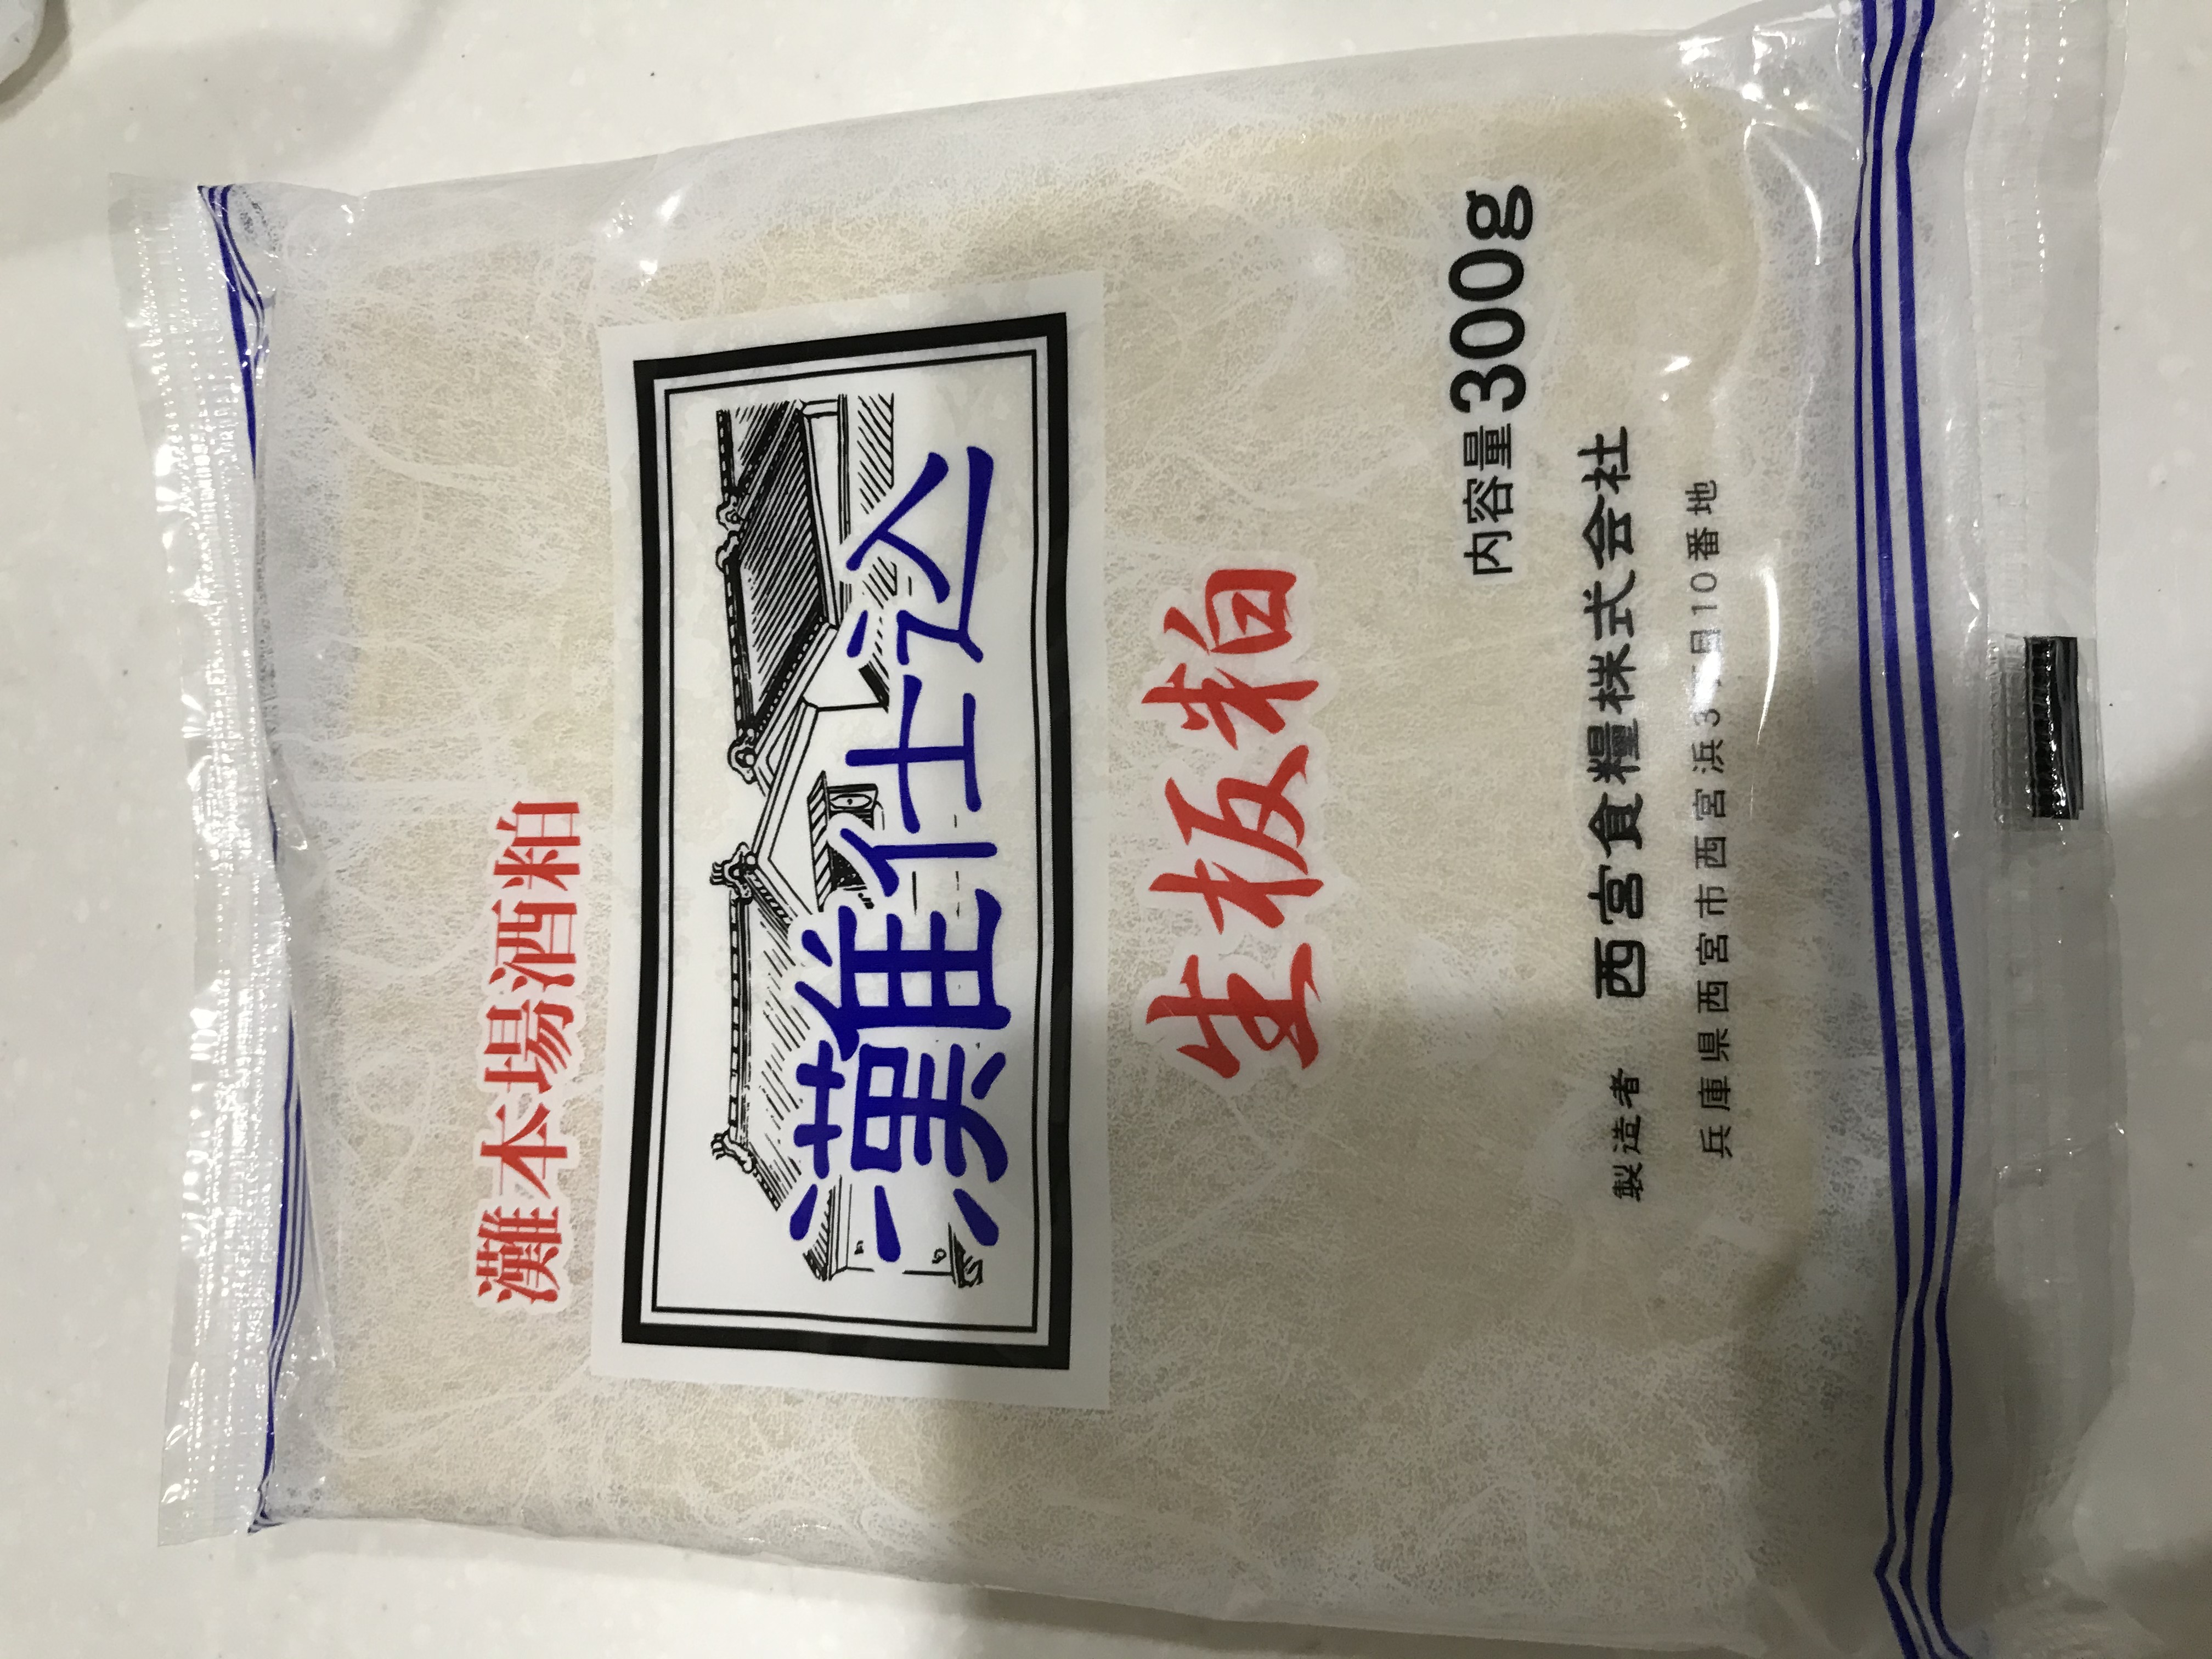 灘本場酒粕
灘仕込
生板粕
内容量300g
製造者 西宮食糧株式会社
兵庫県西宮市西宮浜3丁目10番地